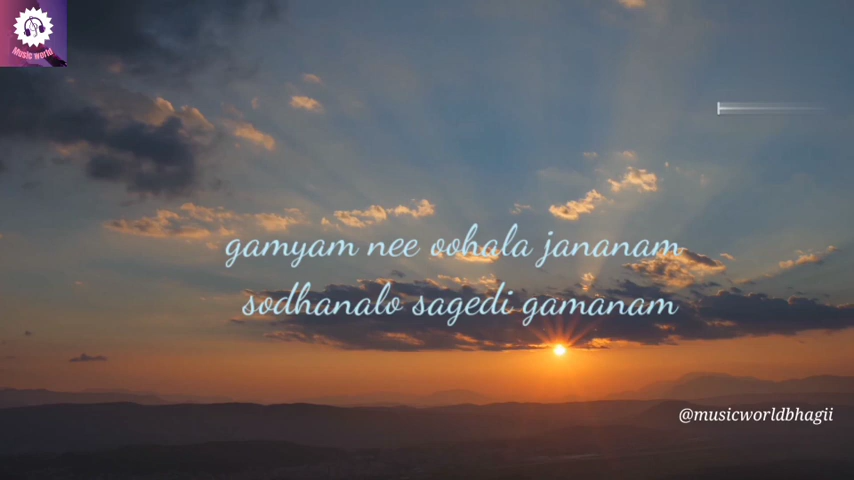 Music World
gamyam nee oohala jananam
sodhanalo sagedi gamanam
@musicworldbhagii